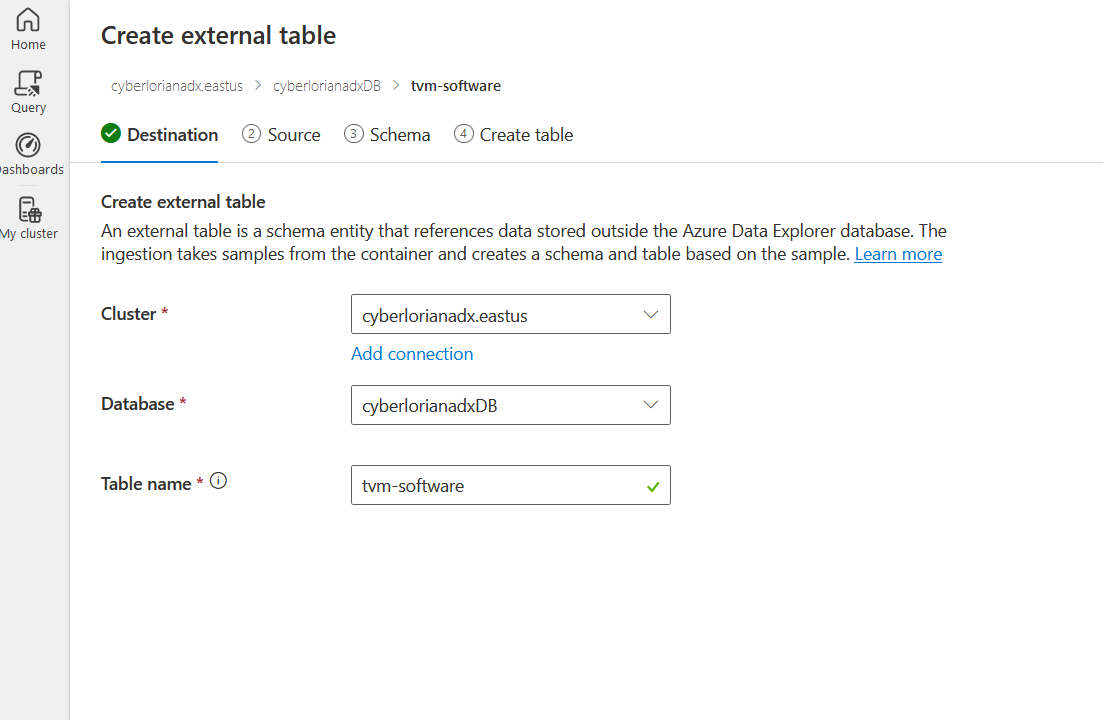 Home
Query
Dashboards
My cluster
Create external table
cyberlorianadx.eastus > cyberlorianadxDB > tvm-software
Destination 2 Source 3 Schema 4 Create table
Create external table
An external table is a schema entity that references data stored outside the Azure Data Explorer database. The
ingestion takes samples from the container and creates a schema and table based on the sample. Learn more
Cluster * cyberlorianadx.eastus
Add connection
Database * cyberlorianadxDB
Table name * tvm-software